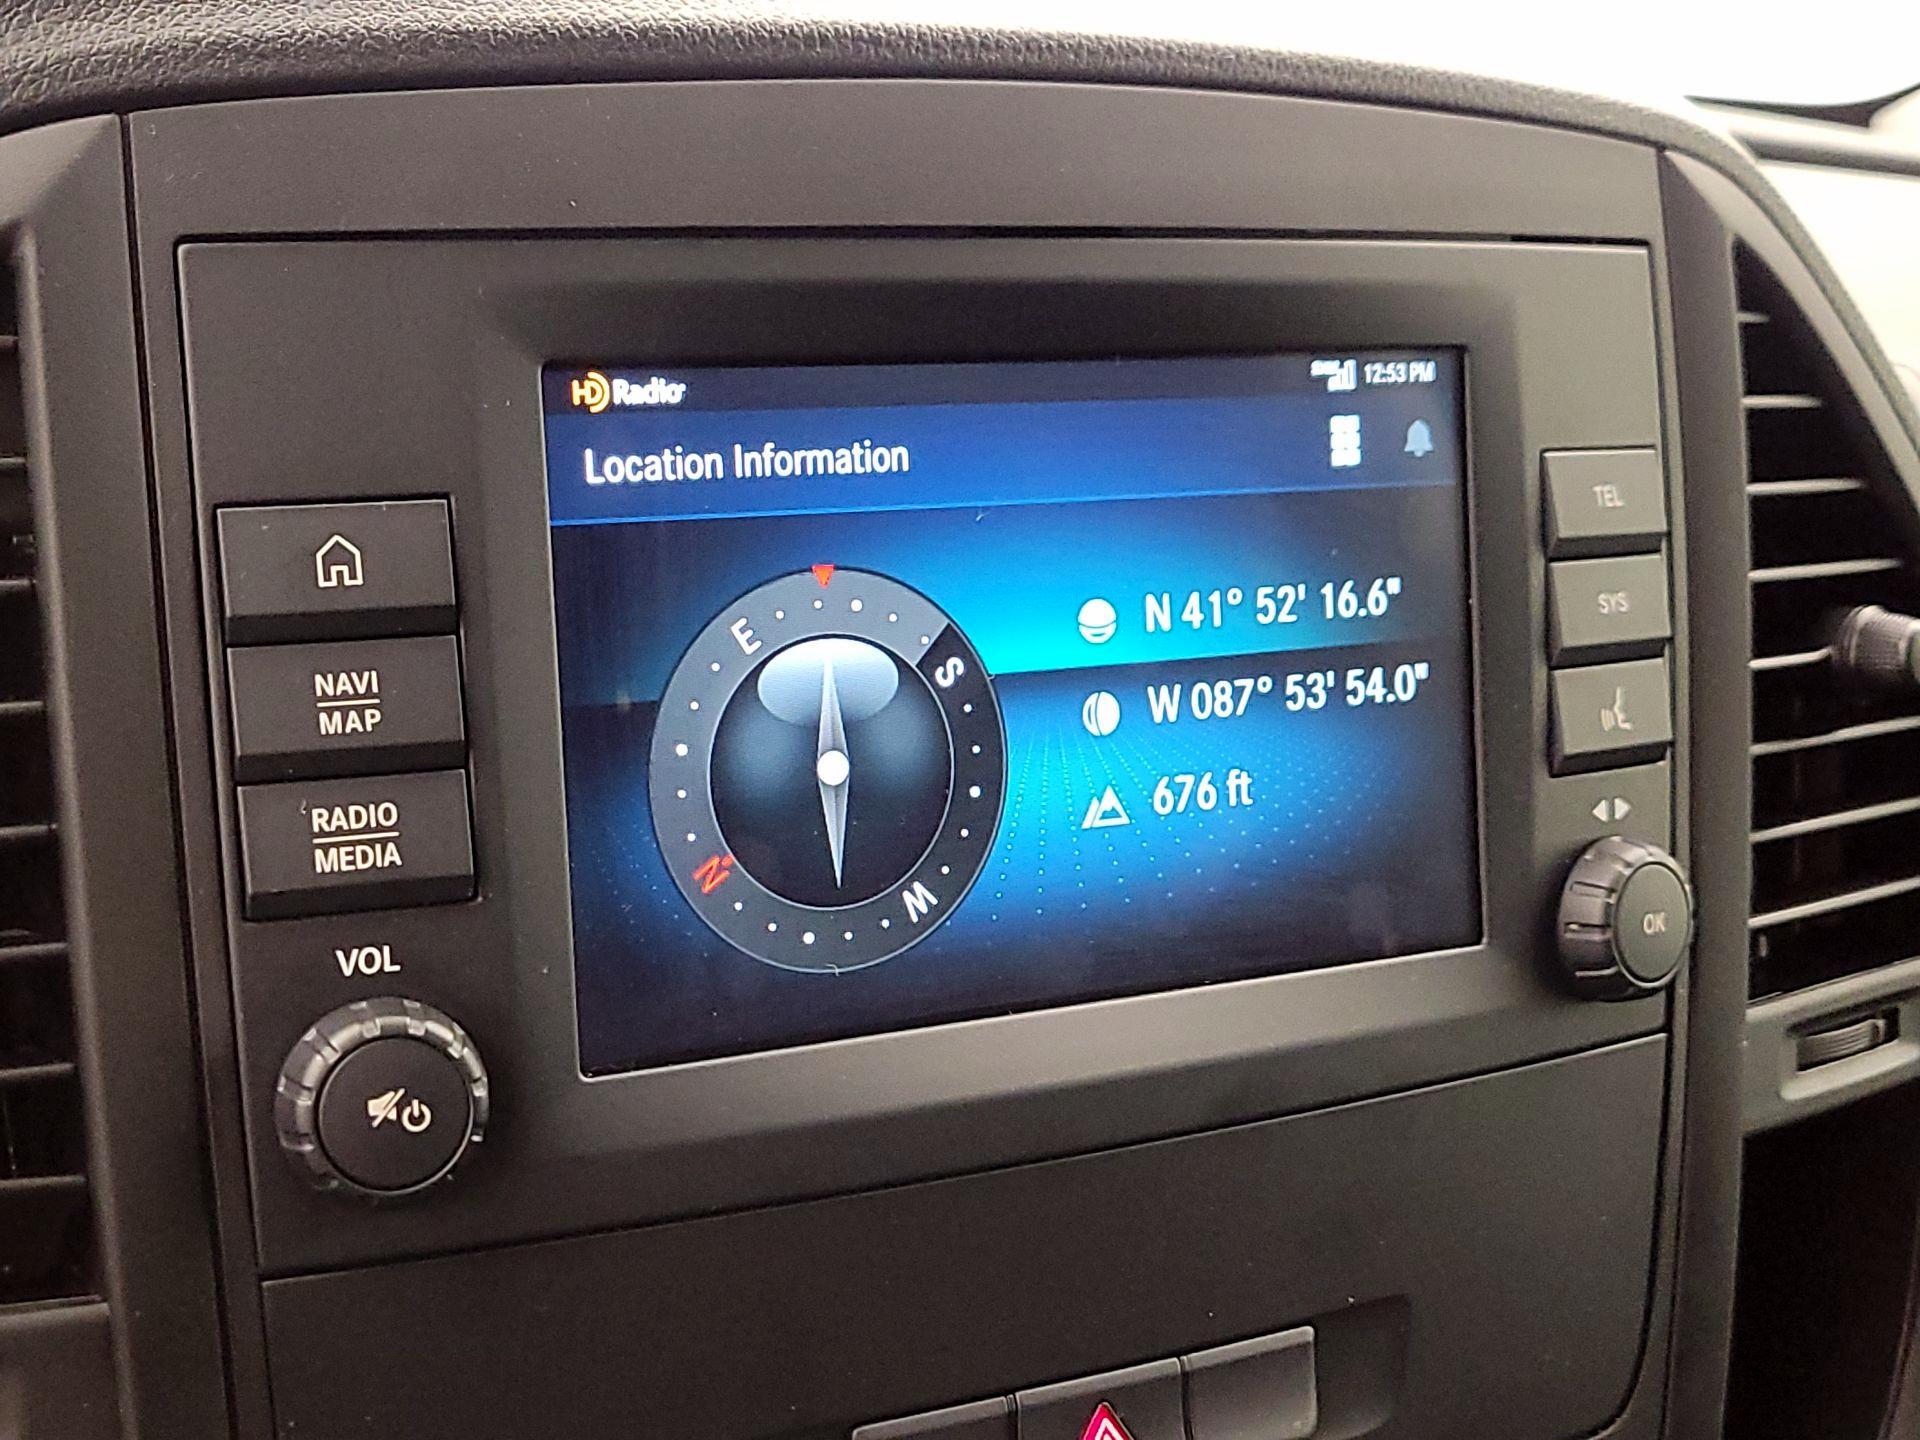 HD Radio
12:53 PM
Location Information
N 41° 52' 16.6"
W 087° 53' 54.0"
676 ft
E
S
N
W
NAVI
MAP
RADIO
MEDIA
VOL
TEL
SYS
OK